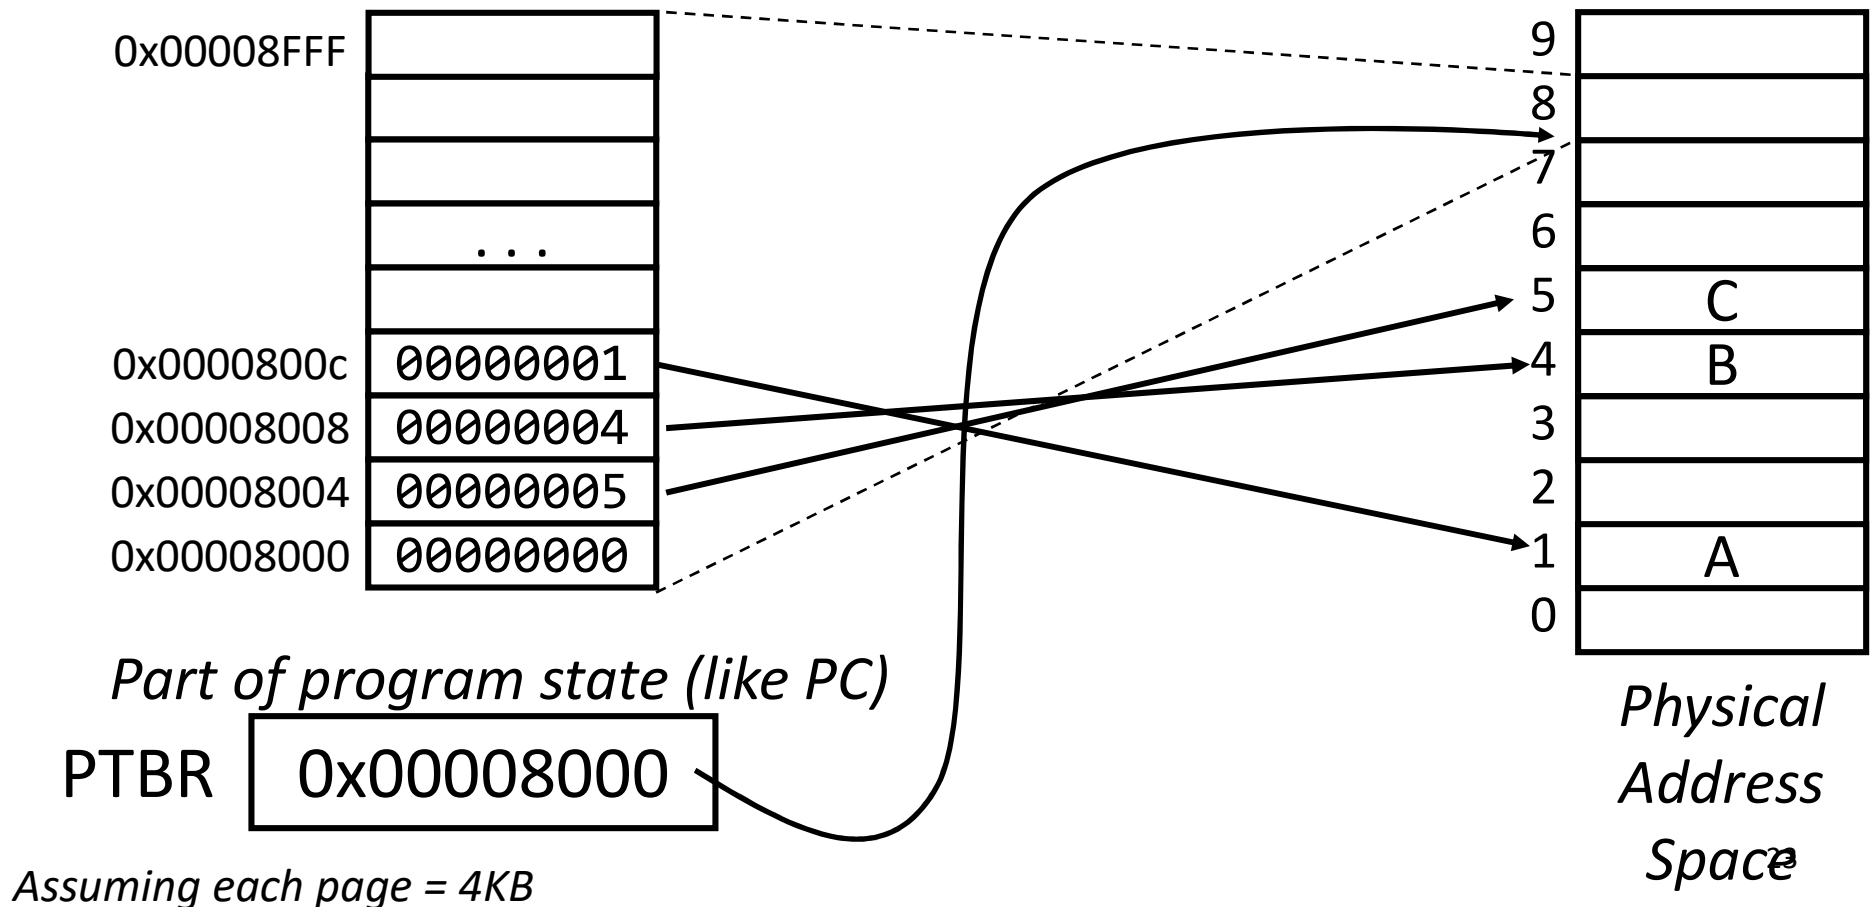 0x00008FFF
. . .
0x0000800c 00000001
0x00008008 00000004
0x00008004 00000005
0x00008000 00000000
9
8
7
6
5 C
4 B
3
2
1 A
0
Part of program state (like PC)
PTBR 0x00008000
Physical
Address
Space
23
Assuming each page = 4KB